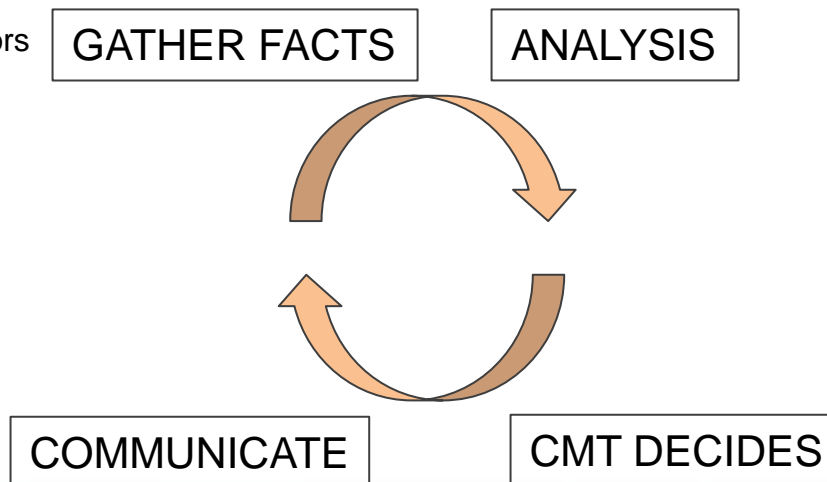 GATHER FACTS
ANALYSIS
COMMUNICATE
CMT DECIDES